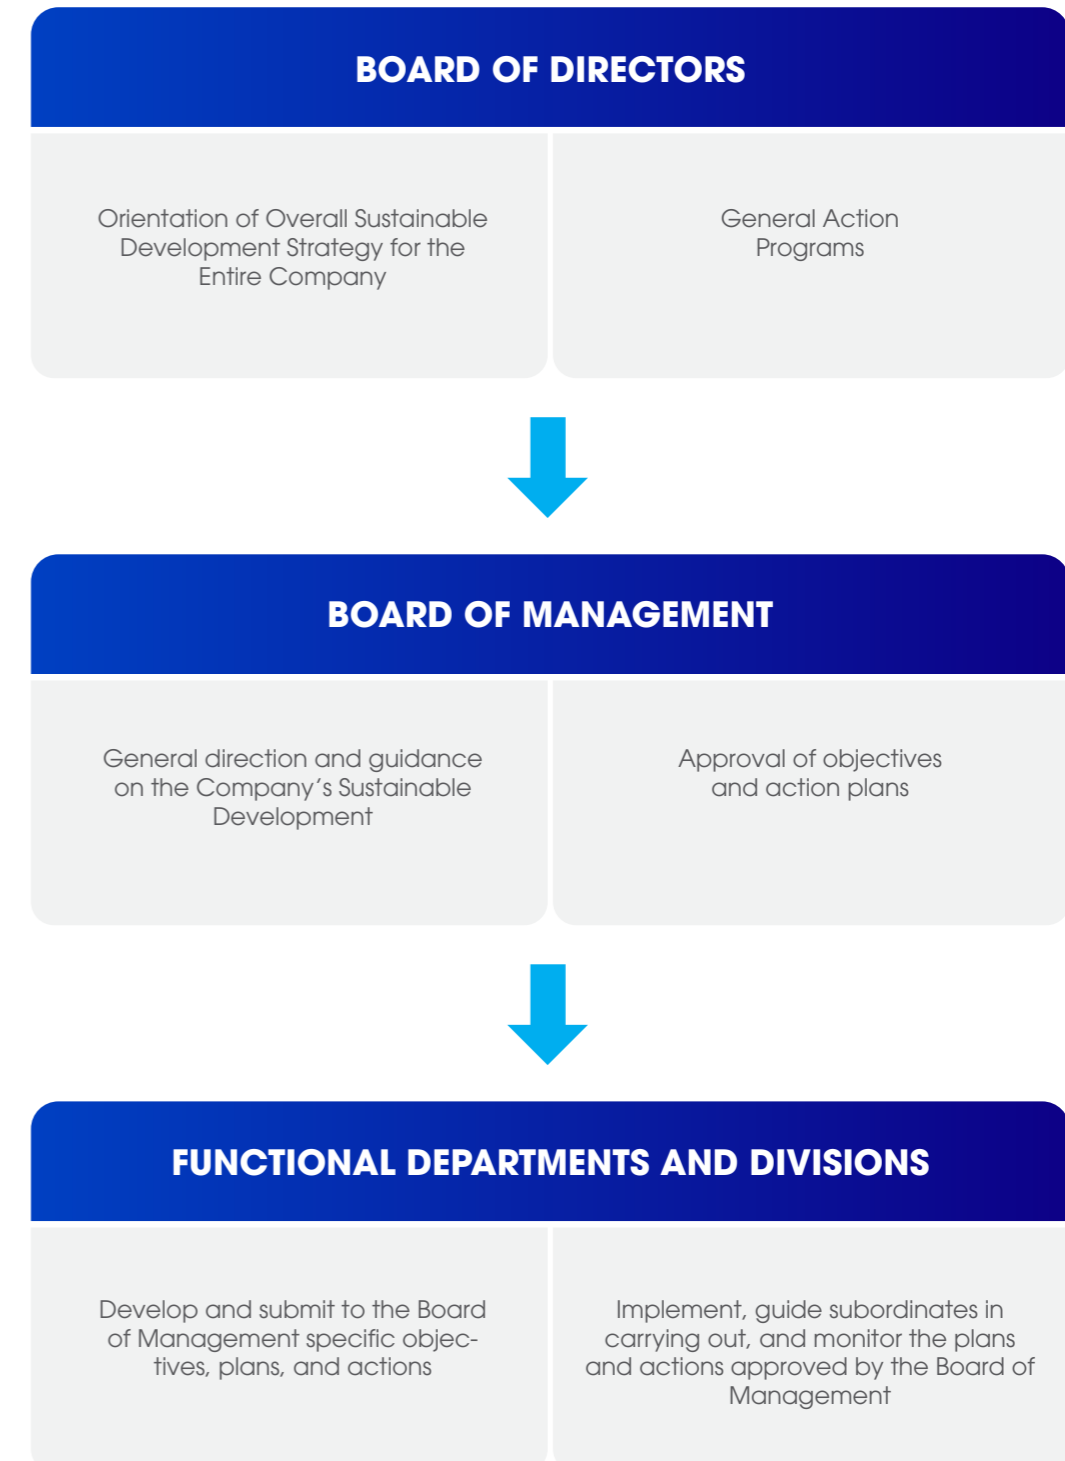 BOARD OF DIRECTORS
Orientation of Overall Sustainable
Development Strategy for the
Entire Company
General Action
Programs
BOARD OF MANAGEMENT
General direction and guidance
on the Company's Sustainable
Development
Approval of objectives
and action plans
FUNCTIONAL DEPARTMENTS AND DIVISIONS
Develop and submit to the Board
of Management specific objec-
tives, plans, and actions
Implement, guide subordinates in
carrying out, and monitor the plans
and actions approved by the Board of
Management